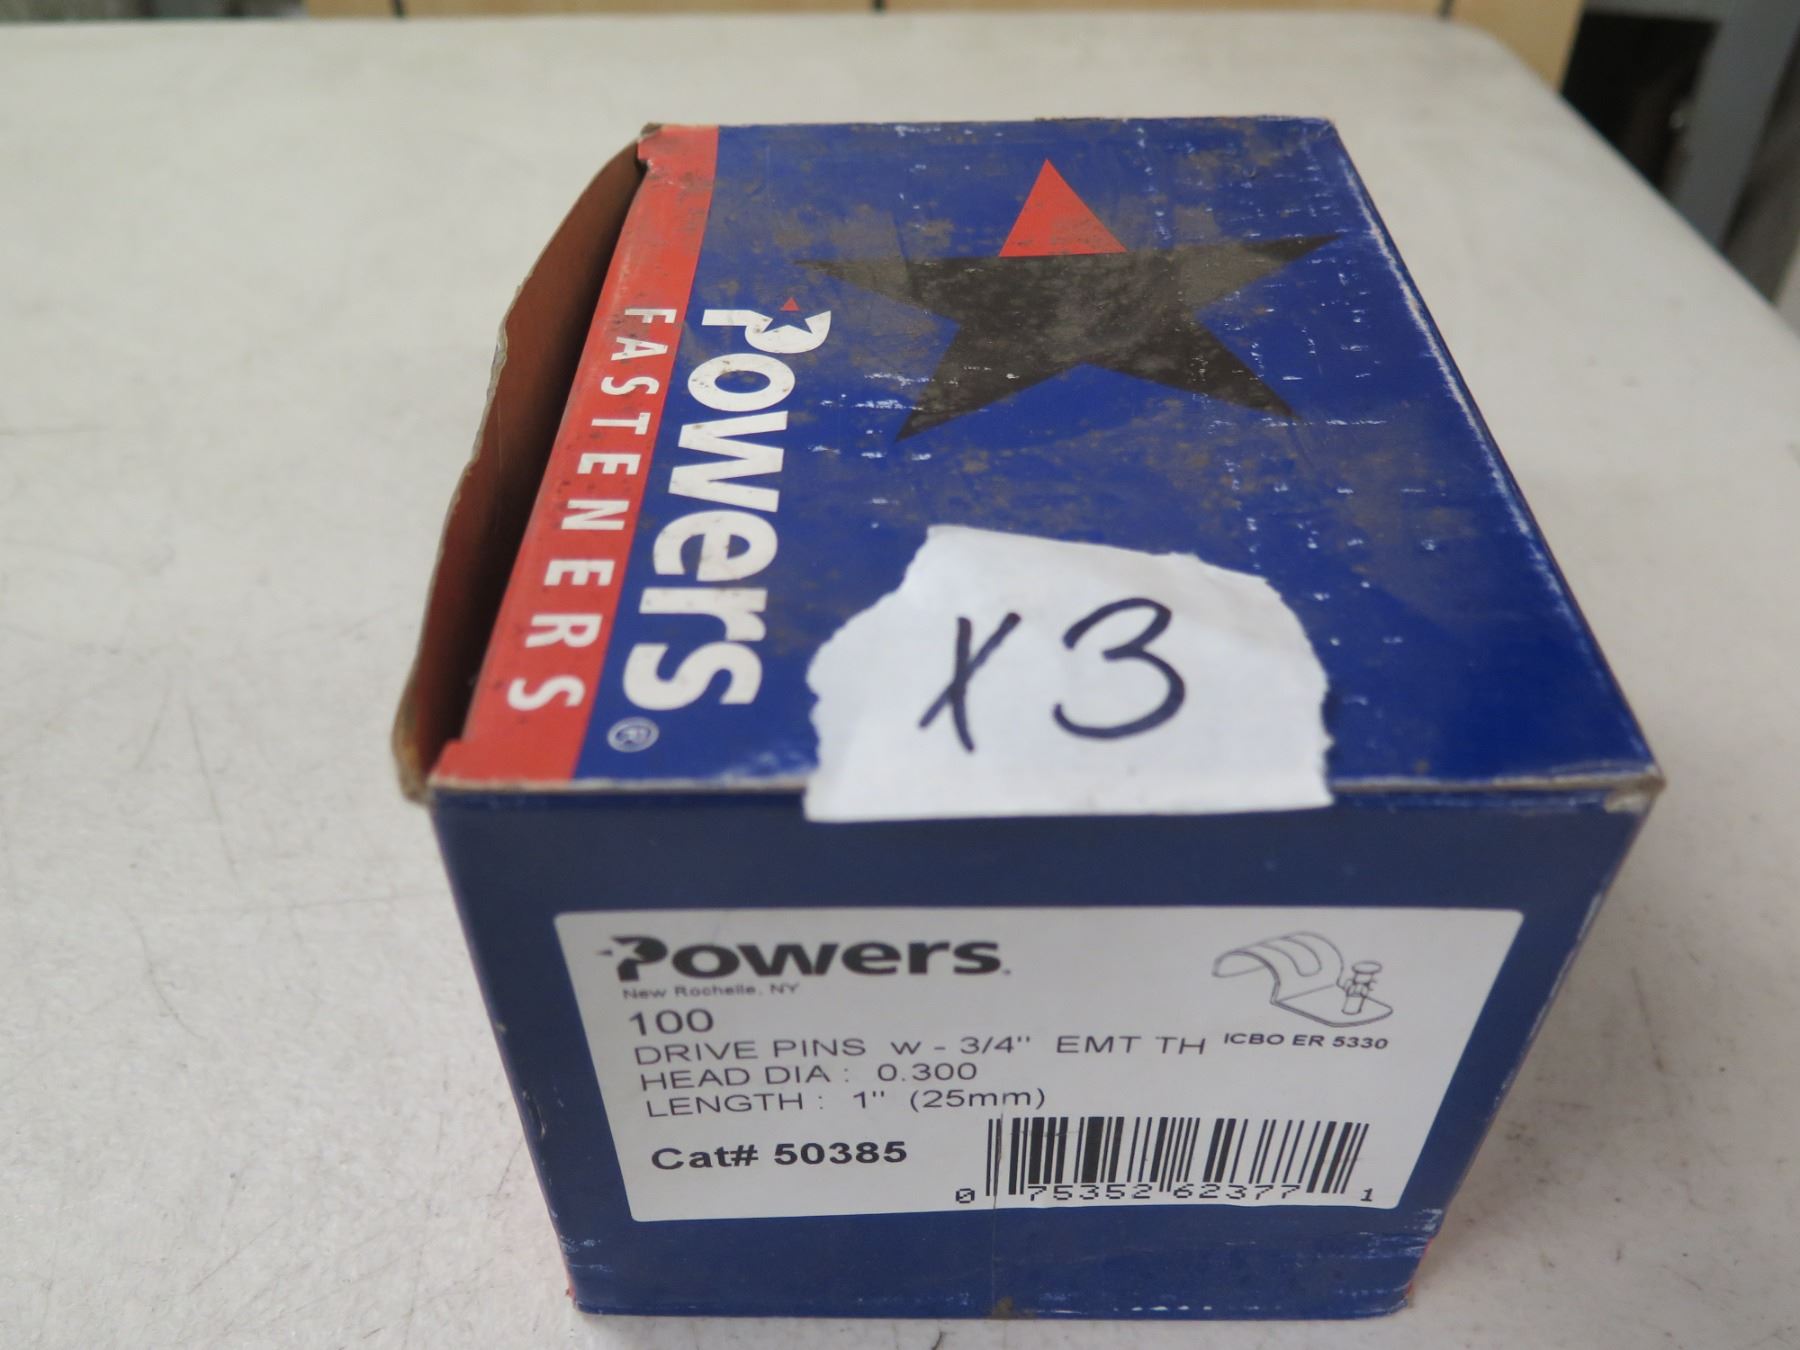 Powers®
FASTENERS
X3
Powers.
New Rochelle, NY
100
DRIVE PINS w - 3/4" EMT TH
ICBO ER 5330
HEAD DIA : 0.300
LENGTH : 1" (25mm)
Cat# 50385
0 75352 62377 1